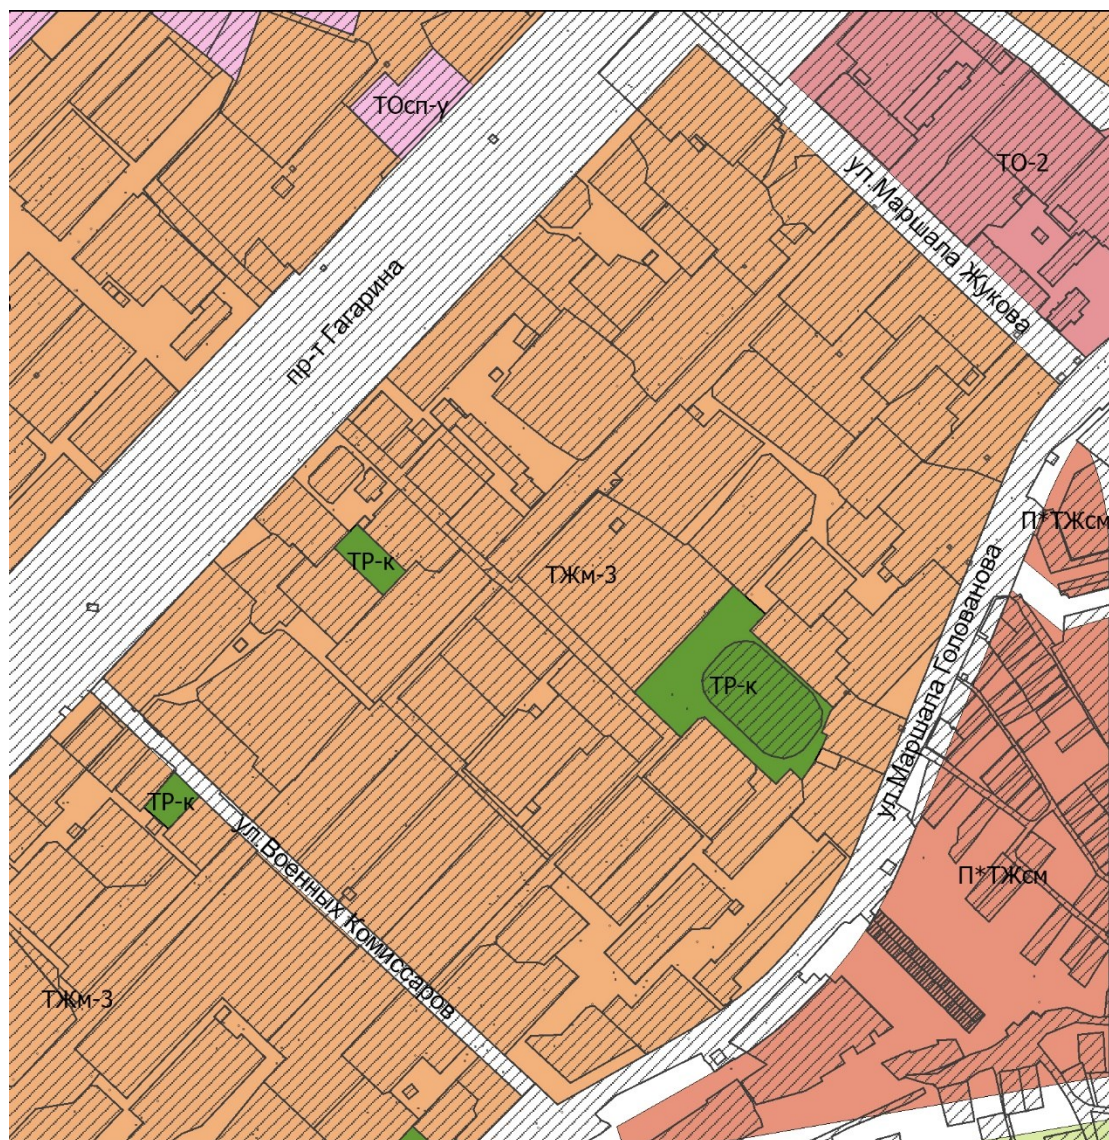 ТОсп-у
ТО-2
ул.Маршала Жукова
пр-т Гагарина
П*ТЖсм
ТР-к
ТЖм-3
ул.Маршала Голованова
ТР-к
ТР-к
ул.Военных Комиссаров
П*ТЖсм
ТЖм-3